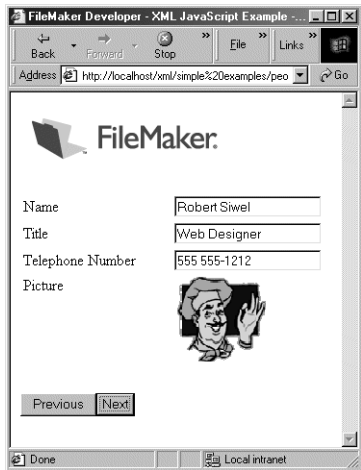 FileMaker Developer - XML JavaScript Example - ...
Back
Forward
Stop
»
File
»
Links
»
Address
http://localhost/xml/simple%20examples/peo
Go
FileMaker.
Name
Robert Siwel
Title
Web Designer
Telephone Number
555 555-1212
Picture
Previous
Next
Done
Local intranet